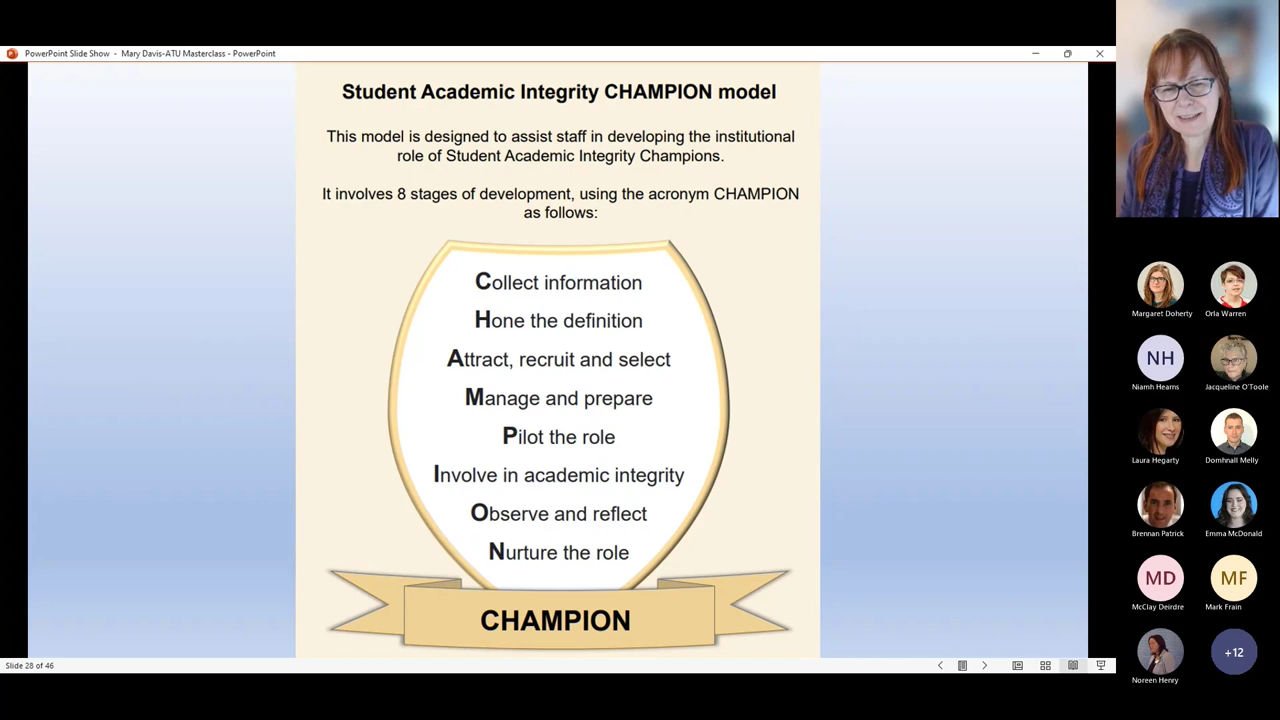 PowerPoint Slide Show - Mary Davis-ATU Masterclass - PowerPoint
Student Academic Integrity CHAMPION model
This model is designed to assist staff in developing the institutional
role of Student Academic Integrity Champions.
It involves 8 stages of development, using the acronym CHAMPION
as follows:
Collect information
Hone the definition
Attract, recruit and select
Manage and prepare
Pilot the role
Involve in academic integrity
Observe and reflect
Nurture the role
CHAMPION
Slide 28 of 46
Margaret Doherty
Orla Warren
NH
Niamh Hearns
Jacqueline O'Toole
Laura Hegarty
Domhnall Melly
Brennan Patrick
Emma McDonald
MD
MF
McClay Deirdre
Mark Frain
+12
Noreen Henry